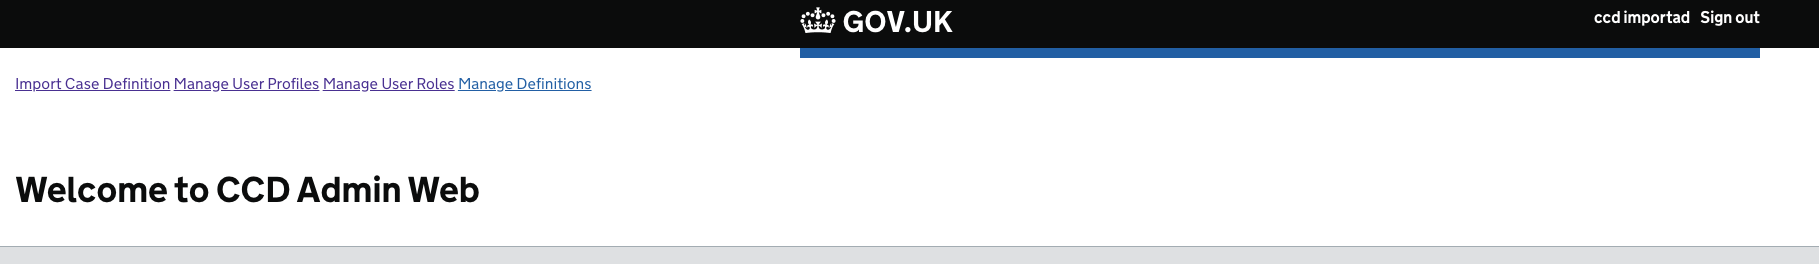 GOV.UK ccd importad Sign out
Import Case Definition Manage User Profiles Manage User Roles Manage Definitions
Welcome to CCD Admin Web